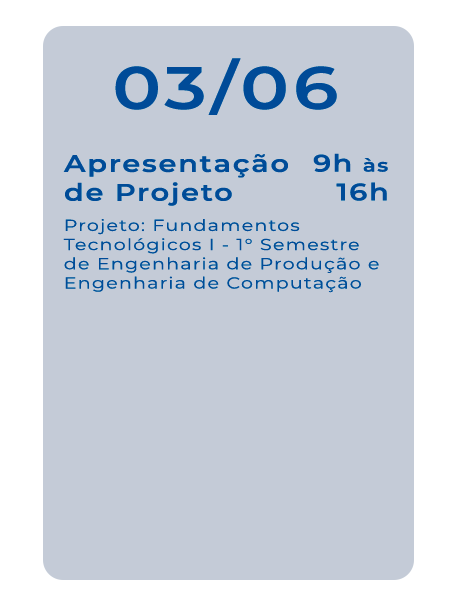 03/06
Apresentação 9h às
de Projeto 16h
Projeto: Fundamentos
Tecnológicos I - 1º Semestre
de Engenharia de Produção e
Engenharia de Computação